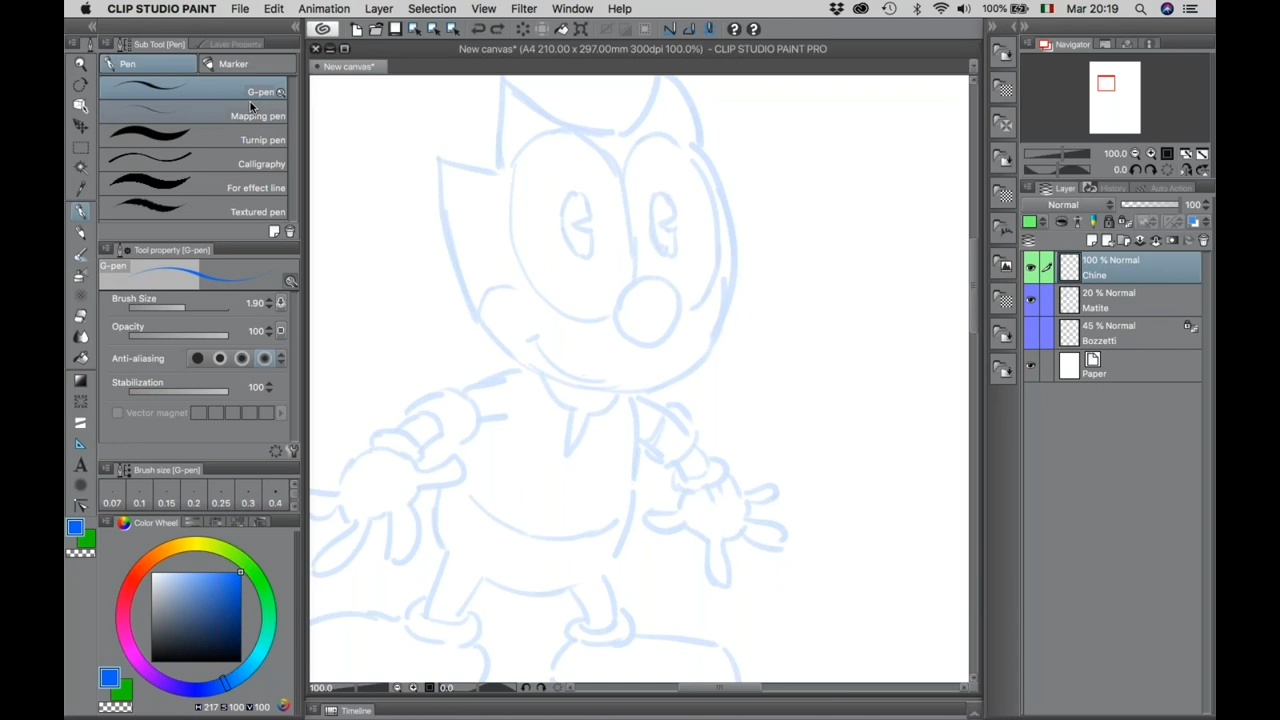 CLIP STUDIO PAINT File Edit Animation Layer Selection View Filter Window Help 100% Mar 20:19
New canvas* (A4 210.00 x 297.00mm 300dpi 100.0%) - CLIP STUDIO PAINT PRO
Sub Tool [Pen] Layer Property
Pen Marker
G-pen
Mapping pen
Turnip pen
Calligraphy
For effect line
Textured pen
Tool property [G-pen]
G-pen
Brush Size 1.90
Opacity 100
Anti-aliasing
Stabilization 100
Vector magnet
Brush size [G-pen]
0.07 0.1 0.15 0.2 0.25 0.3 0.4
Color Wheel
H 217 S 100 V 100
New canvas*
100.0 0.0
Timeline
Navigator
100.0
0.0
Layer History Auto Action
Normal 100
100 % Normal
Chine
20 % Normal
Matite
45 % Normal
Bozzetti
Paper